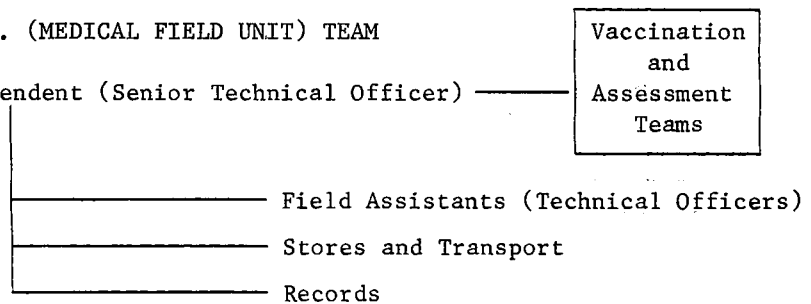 . (MEDICAL FIELD UNIT) TEAM
endent (Senior Technical Officer)
Vaccination
and
Assessment
Teams
Field Assistants (Technical Officers)
Stores and Transport
Records